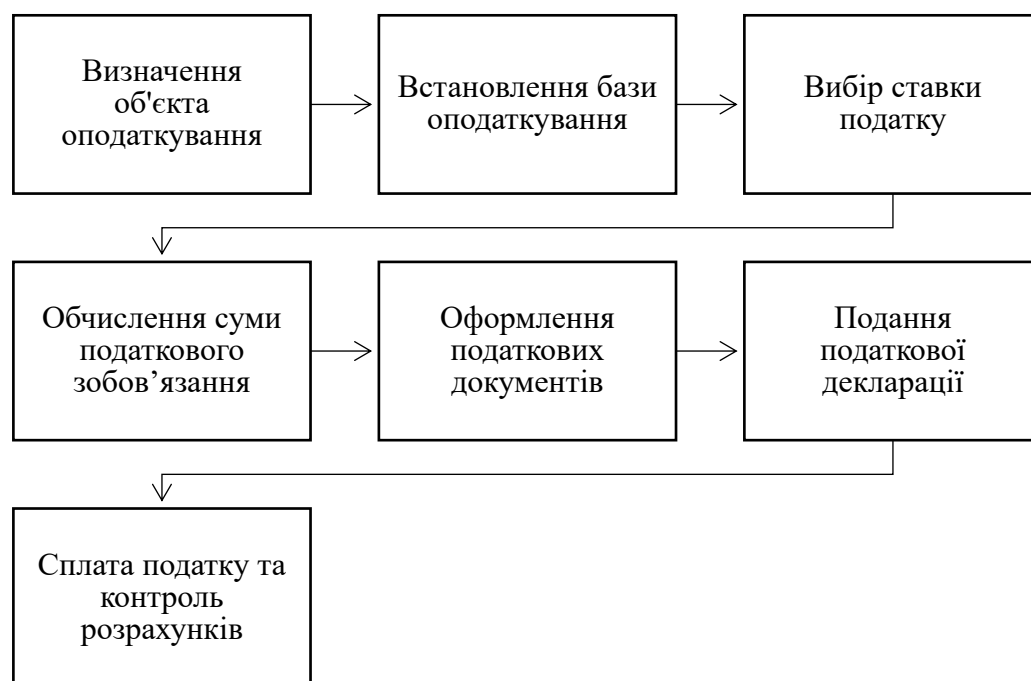 Визначення
об'єкта
оподаткування
Встановлення бази
оподаткування
Вибір ставки
податку
Обчислення суми
податкового
зобов’язання
Оформлення
податкових
документів
Подання
податкової
декларації
Сплата податку та
контроль
розрахунків